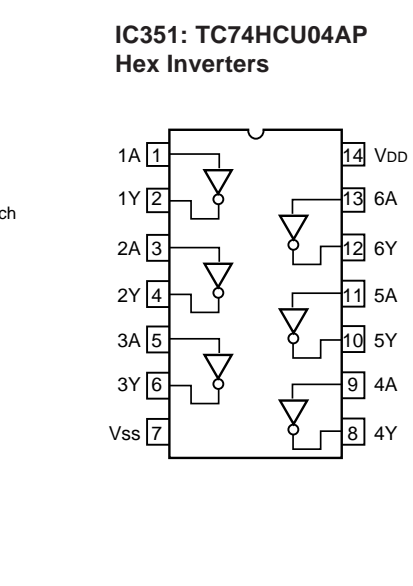 IC351: TC74HCU04AP
Hex Inverters
ch
1A 1
14 VDD
1Y 2
13 6A
2A 3
12 6Y
2Y 4
11 5A
3A 5
10 5Y
3Y 6
9 4A
Vss 7
8 4Y